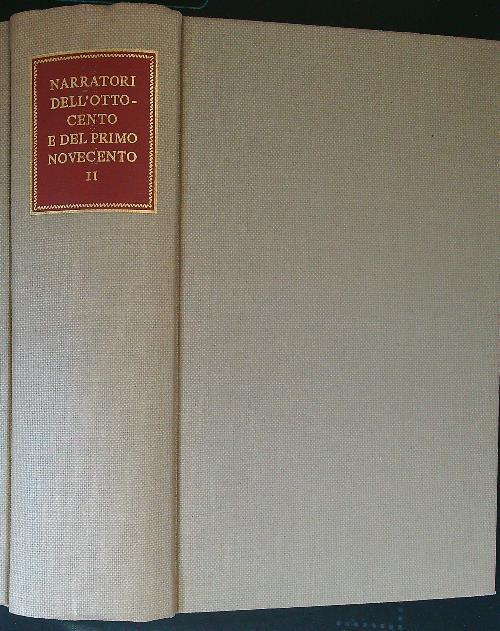 NARRATORI
DELL'OTTO-
CENTO
E DEL PRIMO
NOVECENTO
II